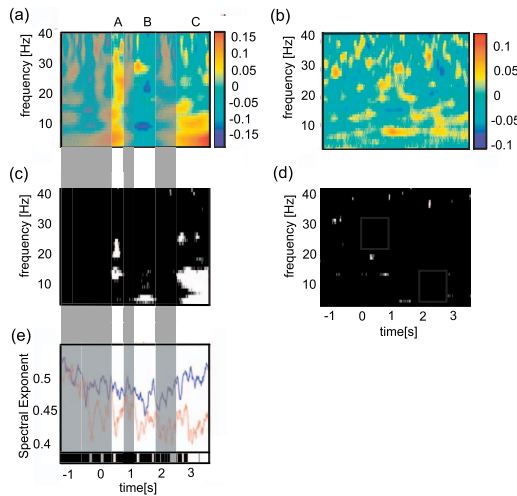 (a)
A B C
40
30
20
10
frequency [Hz]
0.15
0.1
0.05
0
-0.05
-0.1
-0.15
(b)
40
30
20
10
frequency [Hz]
0.1
0.05
0
-0.05
-0.1
(c)
40
30
20
10
frequency [Hz]
(d)
40
30
20
10
frequency [Hz]
-1 0 1 2 3
time[s]
(e)
0.5
0.45
0.4
Spectral Exponent
-1 0 1 2 3
time[s]